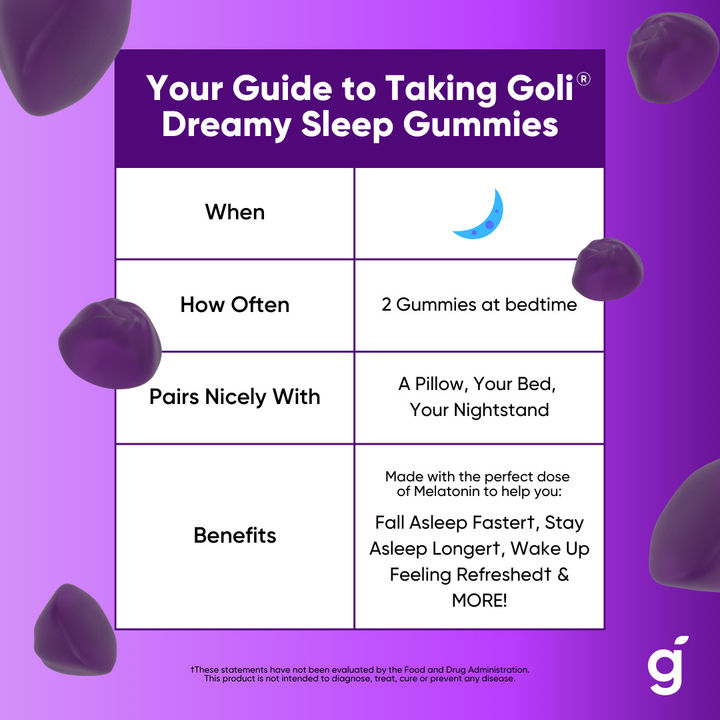 Your Guide to Taking Goli®
Dreamy Sleep Gummies
When
How Often
2 Gummies at bedtime
Pairs Nicely With
A Pillow, Your Bed,
Your Nightstand
Benefits
Made with the perfect dose
of Melatonin to help you:
Fall Asleep Faster†, Stay
Asleep Longer†, Wake Up
Feeling Refreshed† &
MORE!
†These statements have not been evaluated by the Food and Drug Administration.
This product is not intended to diagnose, treat, cure or prevent any disease.
g